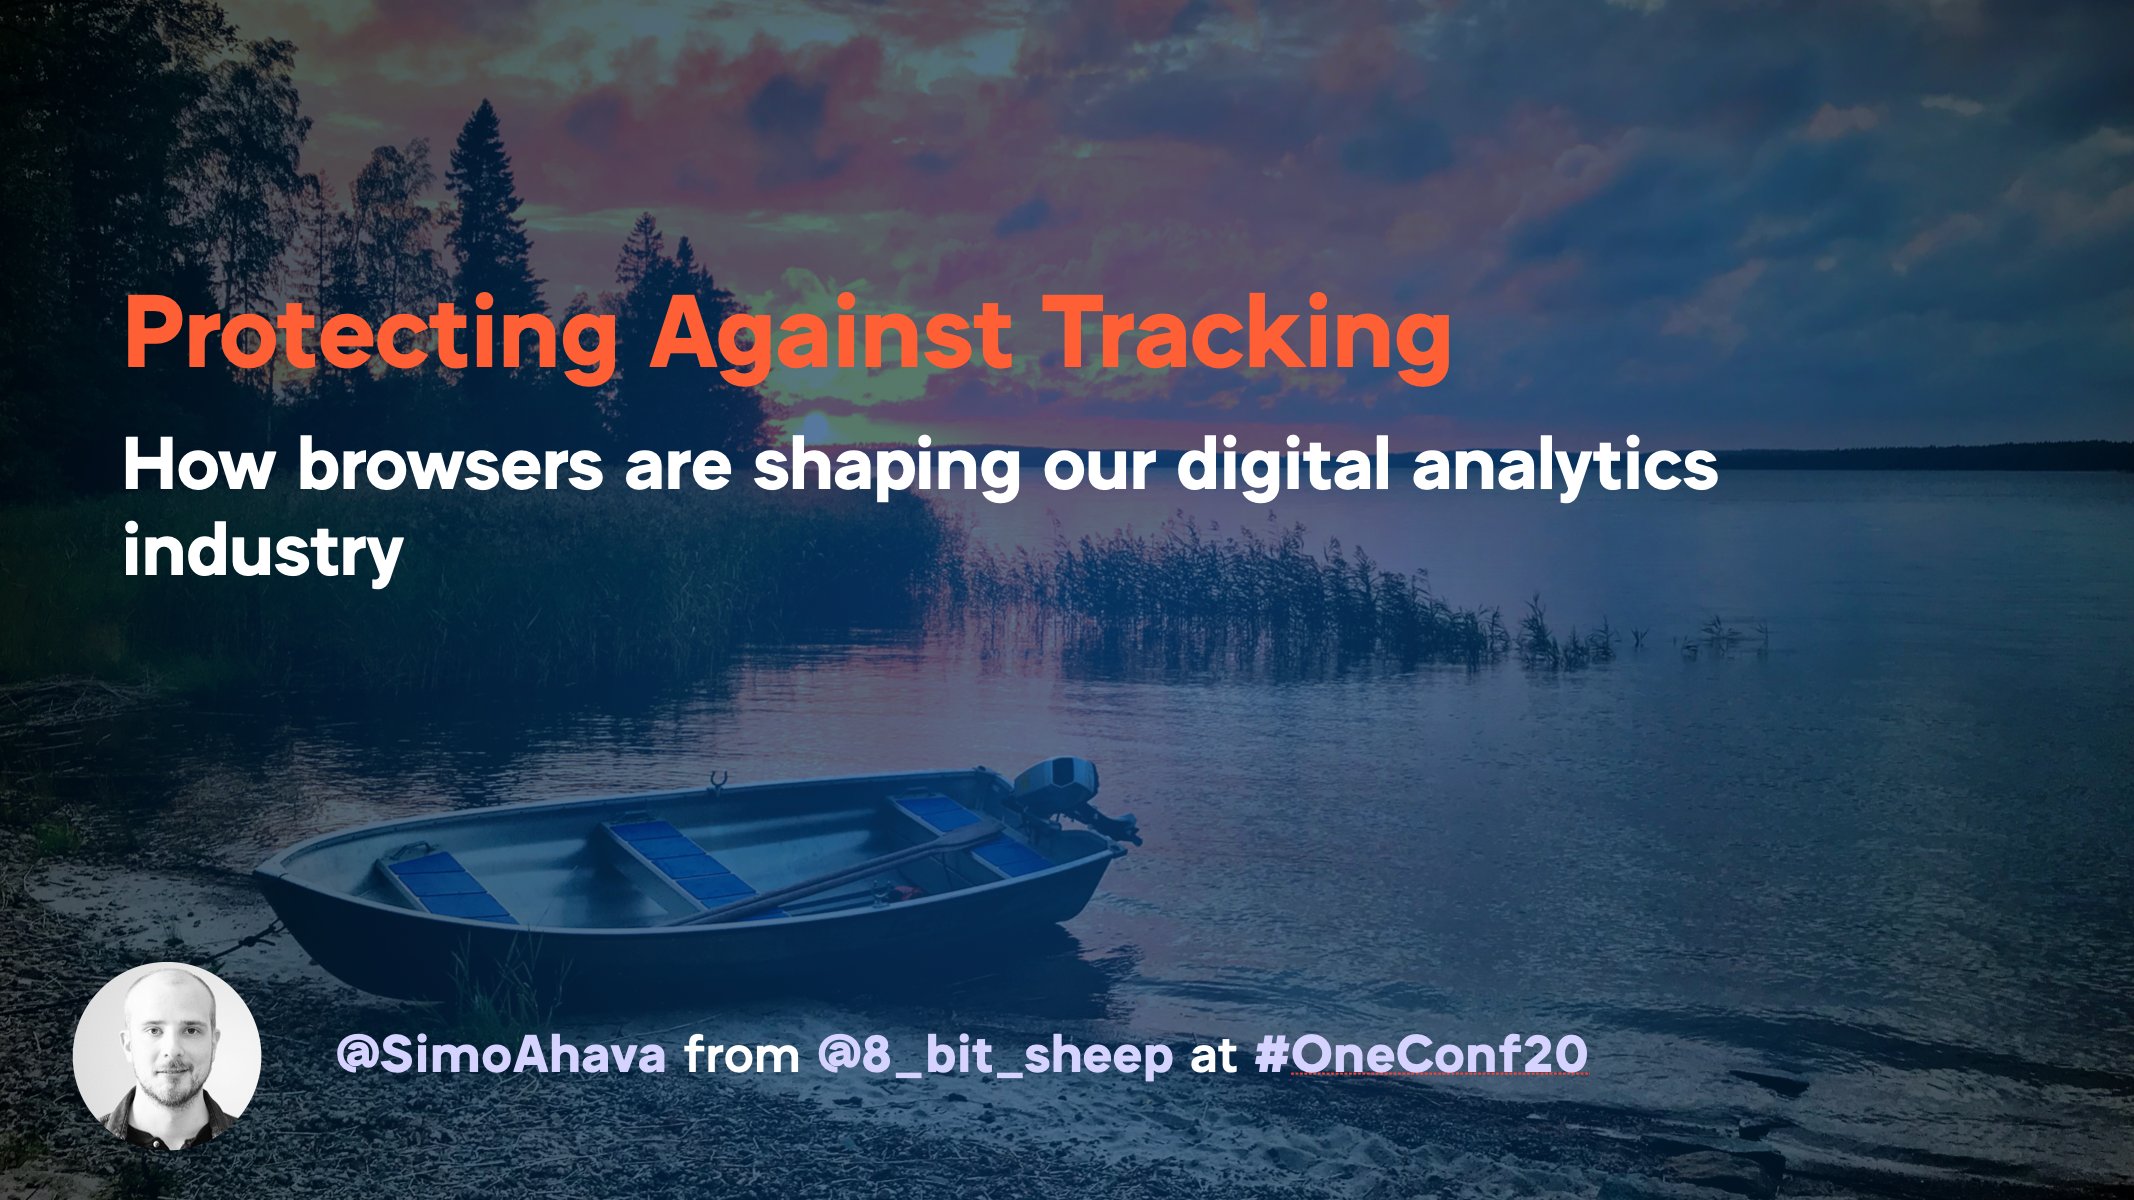 Protecting Against Tracking
How browsers are shaping our digital analytics
industry
@SimoAhava from @8_bit_sheep at #OneConf20